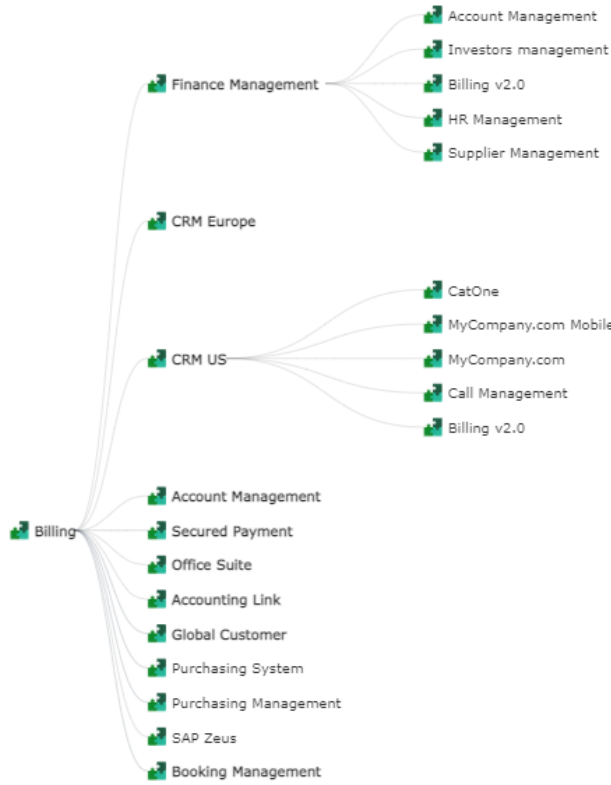 Account Management
Investors management
Finance Management
Billing v2.0
HR Management
Supplier Management
CRM Europe
CatOne
MyCompany.com Mobile
CRM US
MyCompany.com
Call Management
Billing v2.0
Account Management
Billing
Secured Payment
Office Suite
Accounting Link
Global Customer
Purchasing System
Purchasing Management
SAP Zeus
Booking Management